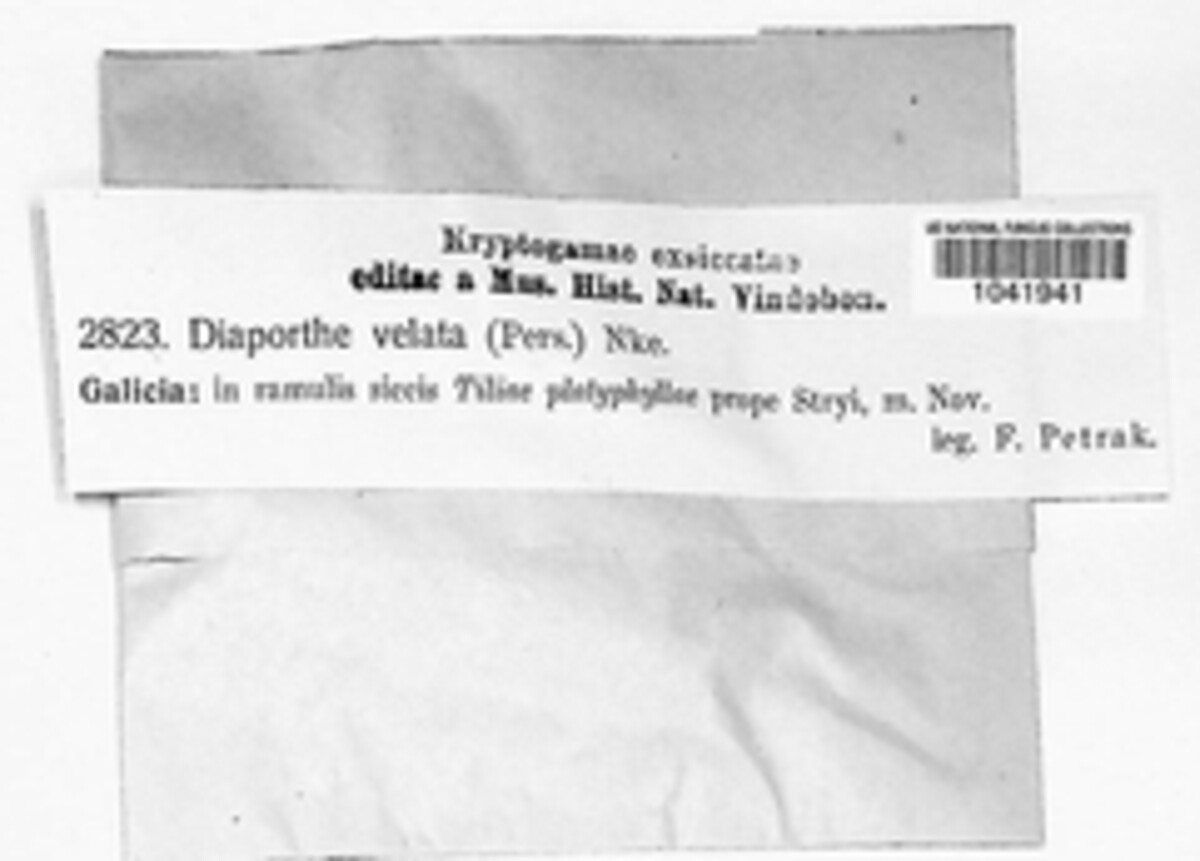 Kryptogamae exsiccatae
editae a Mus. Hist. Nat. Vindobon.
US NATIONAL FUNGUS COLLECTIONS
1041941
2823. Diaporthe velata (Pers.) Nke.
Galicia: in ramulis siccis Tiliae platyphyllae prope Stryi, m. Nov.
leg. F. Petrak.